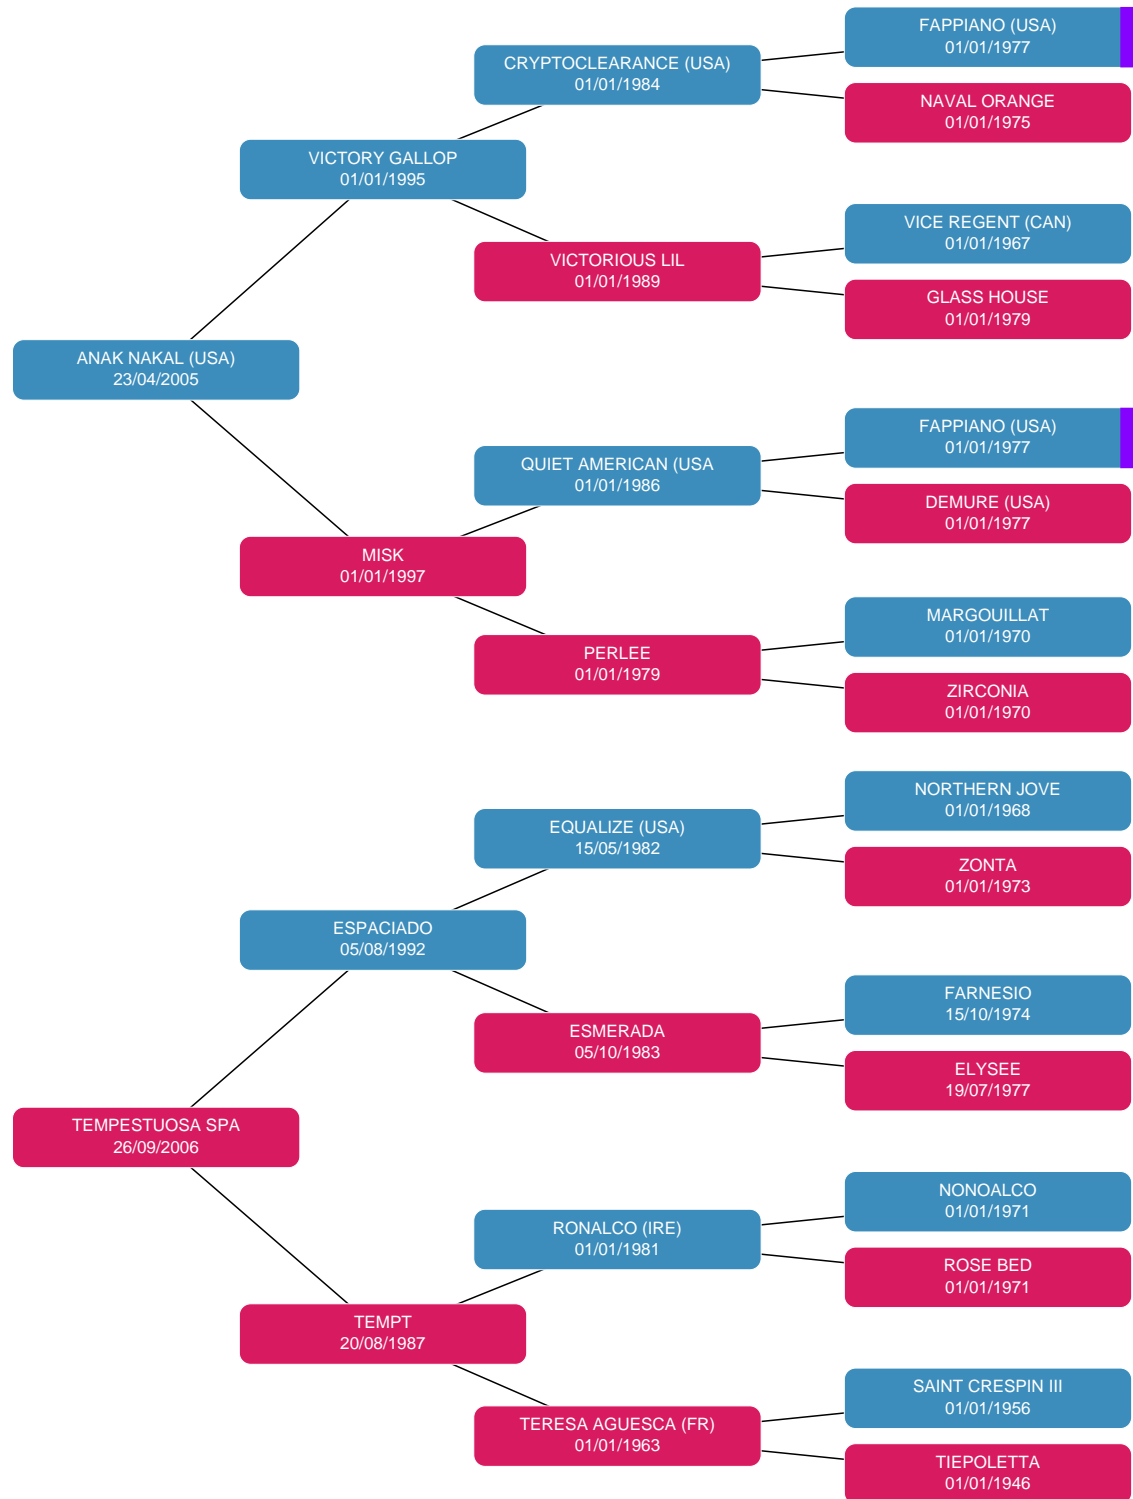 FAPPIANO (USA)
01/01/1977
CRYPTOCLEARANCE (USA)
01/01/1984
NAVAL ORANGE
01/01/1975
VICTORY GALLOP
01/01/1995
VICE REGENT (CAN)
01/01/1967
VICTORIOUS LIL
01/01/1989
GLASS HOUSE
01/01/1979
ANAK NAKAL (USA)
23/04/2005
FAPPIANO (USA)
01/01/1977
QUIET AMERICAN (USA
01/01/1986
DEMURE (USA)
01/01/1977
MISK
01/01/1997
MARGOUILLAT
01/01/1970
PERLEE
01/01/1979
ZIRCONIA
01/01/1970
NORTHERN JOVE
01/01/1968
EQUALIZE (USA)
15/05/1982
ZONTA
01/01/1973
ESPACIADO
05/08/1992
FARNESIO
15/10/1974
ESMERADA
05/10/1983
ELYSEE
19/07/1977
TEMPESTUOSA SPA
26/09/2006
NONOALCO
01/01/1971
RONALCO (IRE)
01/01/1981
ROSE BED
01/01/1971
TEMPT
20/08/1987
SAINT CRESPIN III
01/01/1956
TERESA AGUESCA (FR)
01/01/1963
TIEPOLETTA
01/01/1946